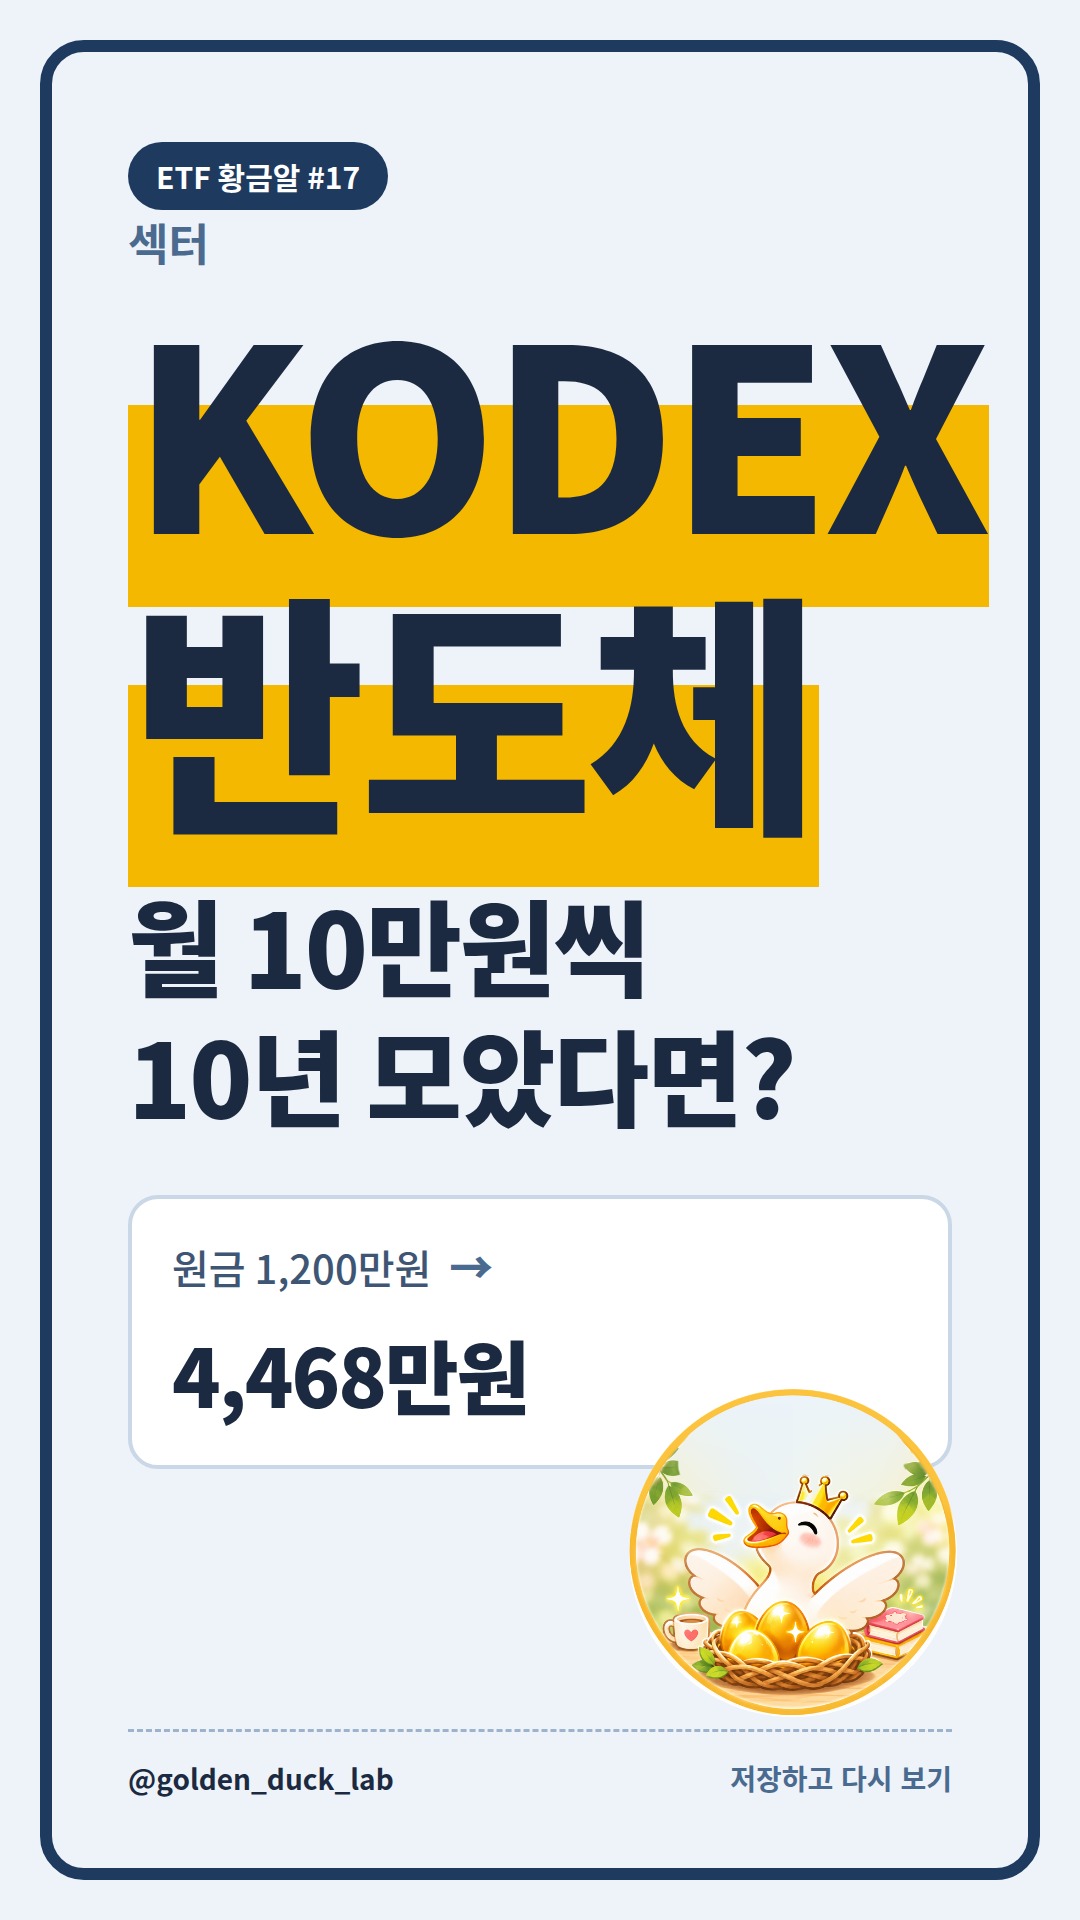 ETF 황금알 #17
섹터
KODEX
반도체
월 10만원씩
10년 모았다면?
원금 1,200만원 →
4,468만원
@golden_duck_lab
저장하고 다시 보기